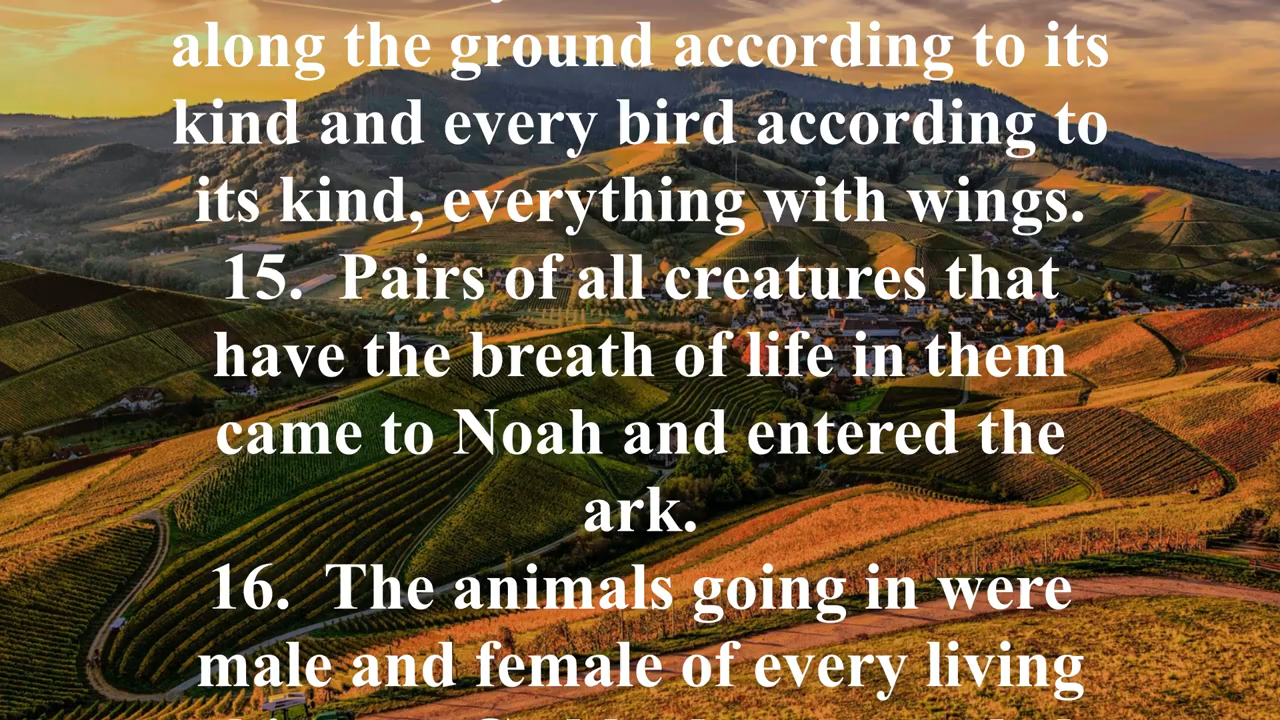 along the ground according to its
kind and every bird according to
its kind, everything with wings.
15.  Pairs of all creatures that
have the breath of life in them
came to Noah and entered the
ark.
16.  The animals going in were
male and female of every living